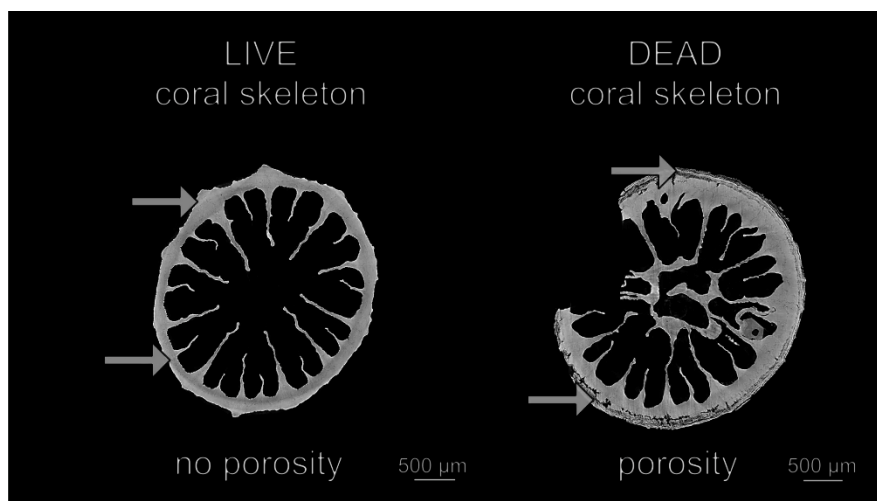 LIVE
coral skeleton
DEAD
coral skeleton
no porosity
500 µm
porosity
500 µm